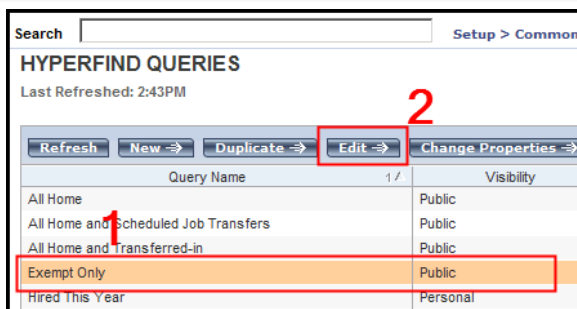 Search Setup > Common
HYPERFIND QUERIES
Last Refreshed: 2:43PM
2
Refresh New Duplicate Edit Change Properties
Query Name 1 / Visibility
All Home Public
All Home and Scheduled Job Transfers Public
1
All Home and Transferred-in Public
Exempt Only Public
Hired This Year Personal